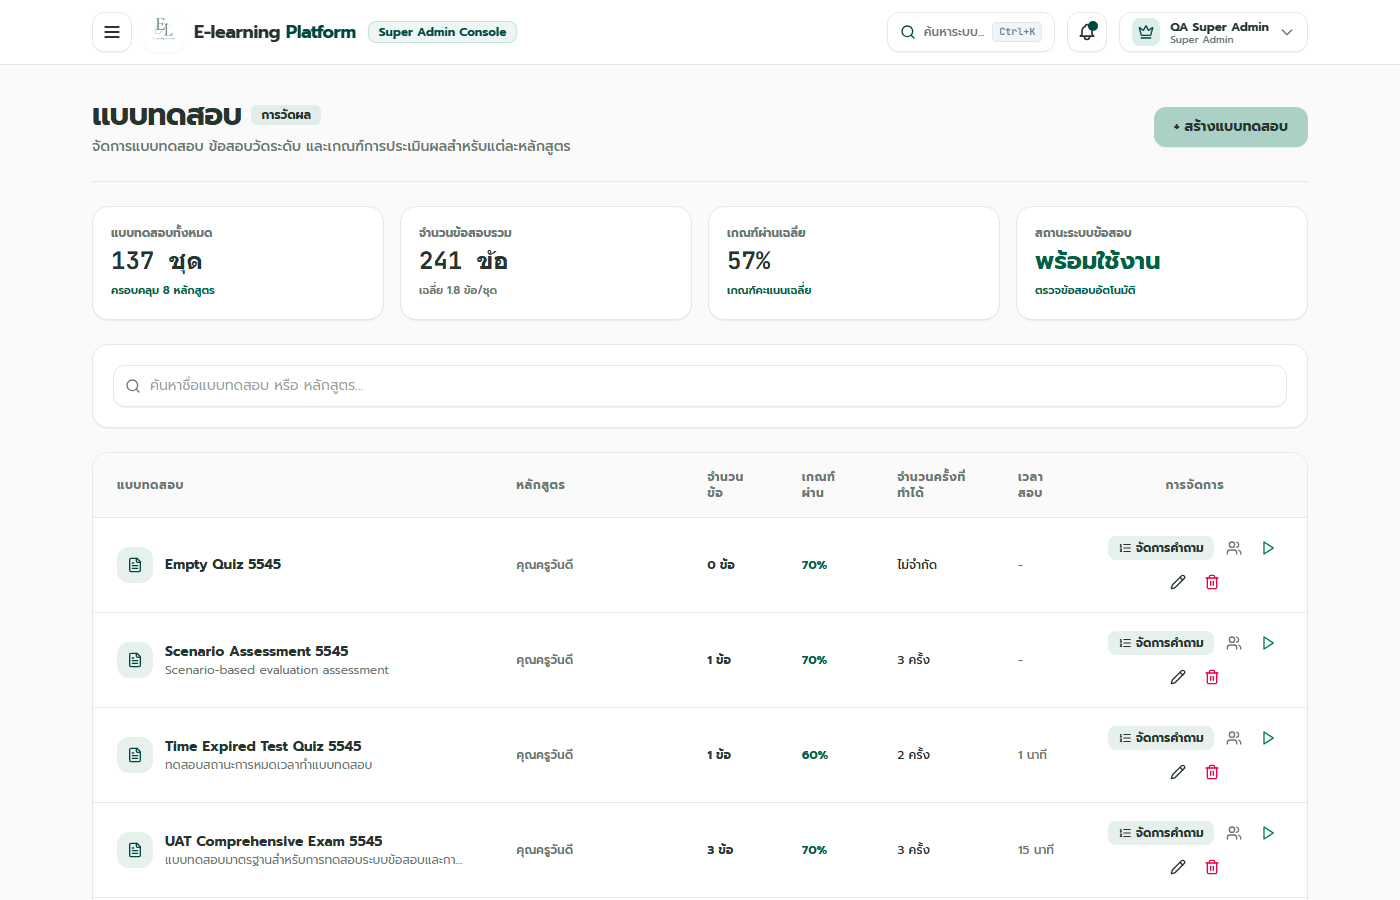 EL
E-learning Platform
Super Admin Console
ค้นหาระบบ...
Ctrl+K
QA Super Admin
Super Admin
แบบทดสอบ
การวัดผล
จัดการแบบทดสอบ ข้อสอบวัดระดับ และเกณฑ์การประเมินผลสำหรับแต่ละหลักสูตร
+ สร้างแบบทดสอบ
แบบทดสอบทั้งหมด
137 ชุด
ครอบคลุม 8 หลักสูตร
จำนวนข้อสอบรวม
241 ข้อ
เฉลี่ย 1.8 ข้อ/ชุด
เกณฑ์ผ่านเฉลี่ย
57%
เกณฑ์คะแนนเฉลี่ย
สถานะระบบข้อสอบ
พร้อมใช้งาน
ตรวจข้อสอบอัตโนมัติ
ค้นหาชื่อแบบทดสอบ หรือ หลักสูตร...
แบบทดสอบ
หลักสูตร
จำนวน
ข้อ
เกณฑ์
ผ่าน
จำนวนครั้งที่
ทำได้
เวลา
สอบ
การจัดการ
Empty Quiz 5545
คุณครูวันดี
0 ข้อ
70%
ไม่จำกัด
-
จัดการคำถาม
Scenario Assessment 5545
Scenario-based evaluation assessment
คุณครูวันดี
1 ข้อ
70%
3 ครั้ง
-
จัดการคำถาม
Time Expired Test Quiz 5545
ทดสอบสถานะการหมดเวลาทำแบบทดสอบ
คุณครูวันดี
1 ข้อ
60%
2 ครั้ง
1 นาที
จัดการคำถาม
UAT Comprehensive Exam 5545
แบบทดสอบมาตรฐานสำหรับการทดสอบระบบข้อสอบและกา...
คุณครูวันดี
3 ข้อ
70%
3 ครั้ง
15 นาที
จัดการคำถาม